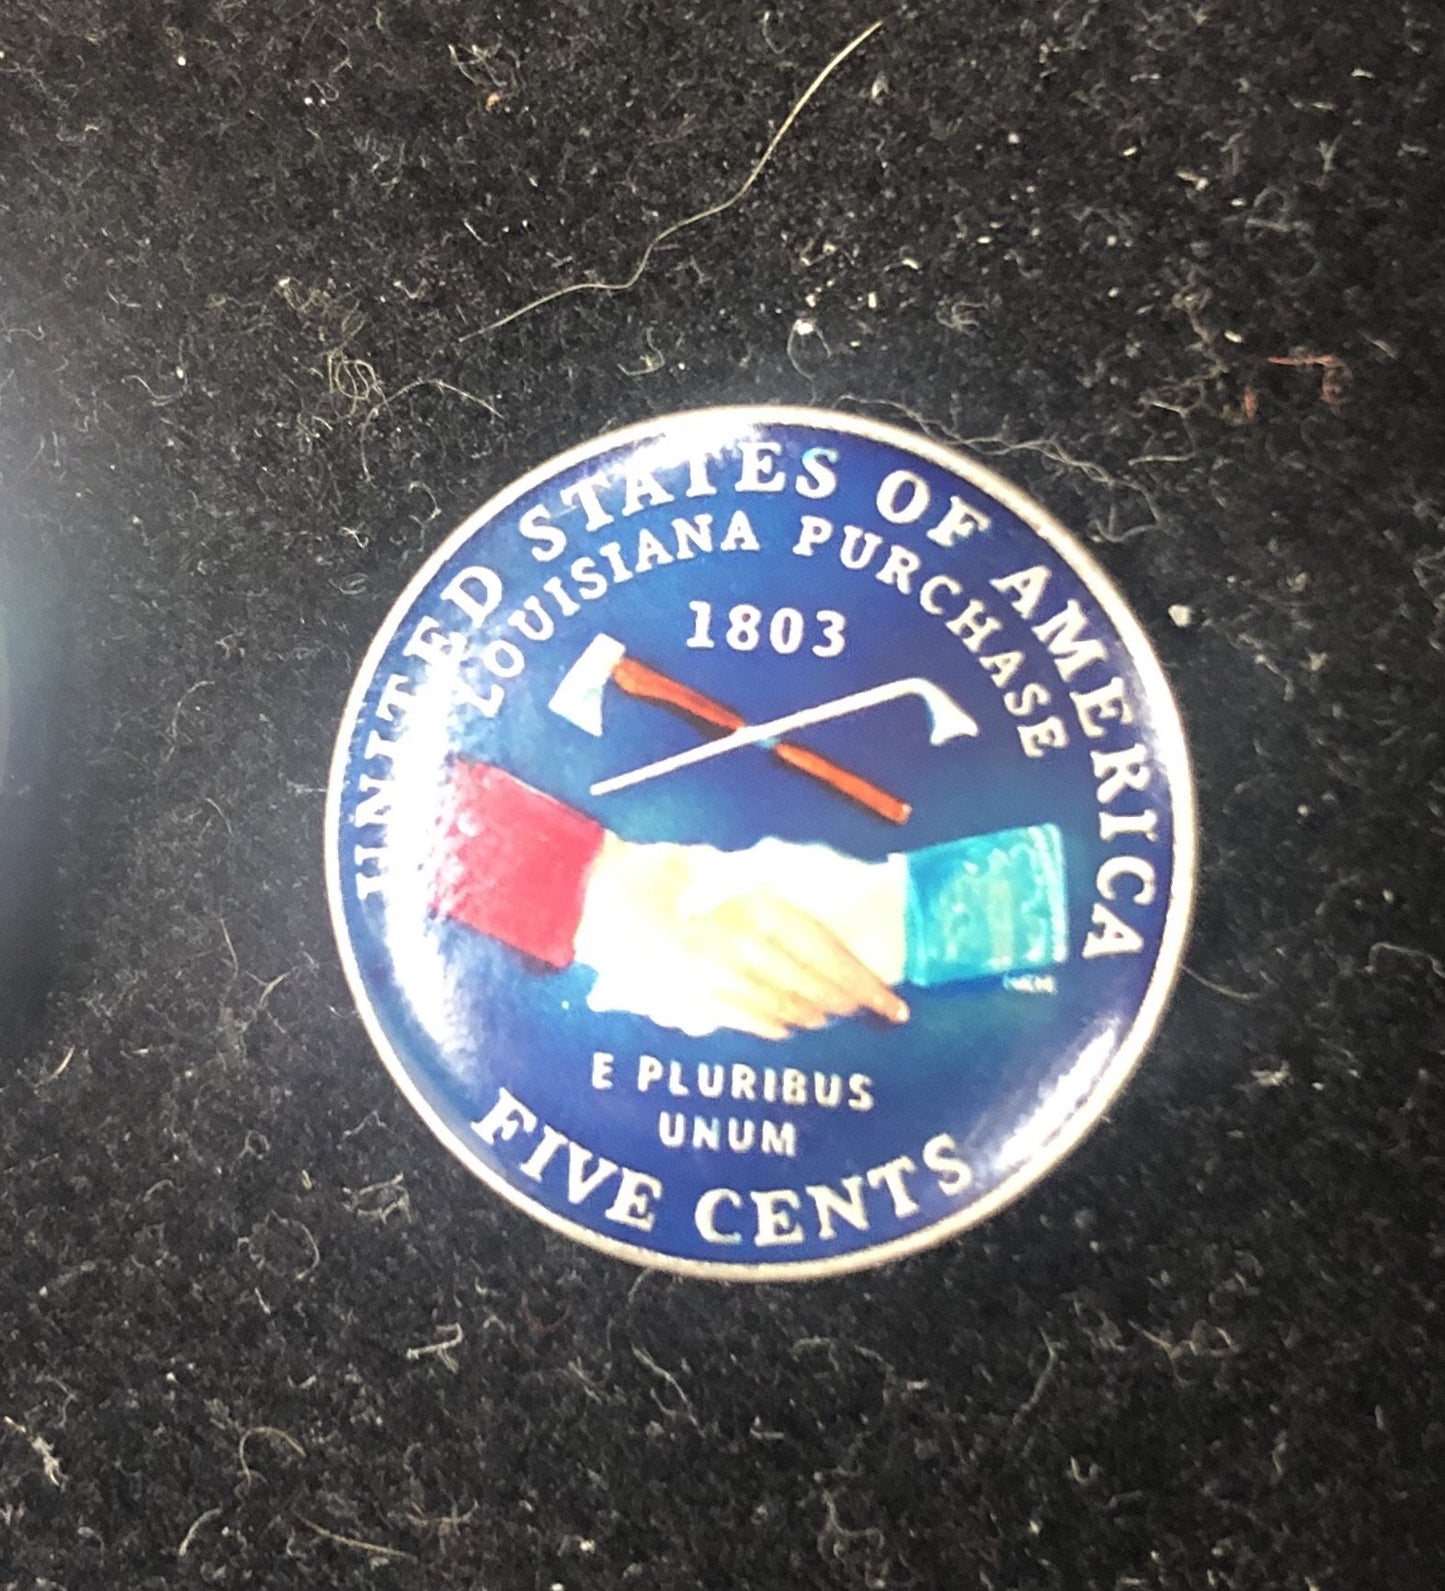 UNITED STATES OF AMERICA
LOUISIANA PURCHASE
1803
E PLURIBUS
UNUM
FIVE CENTS